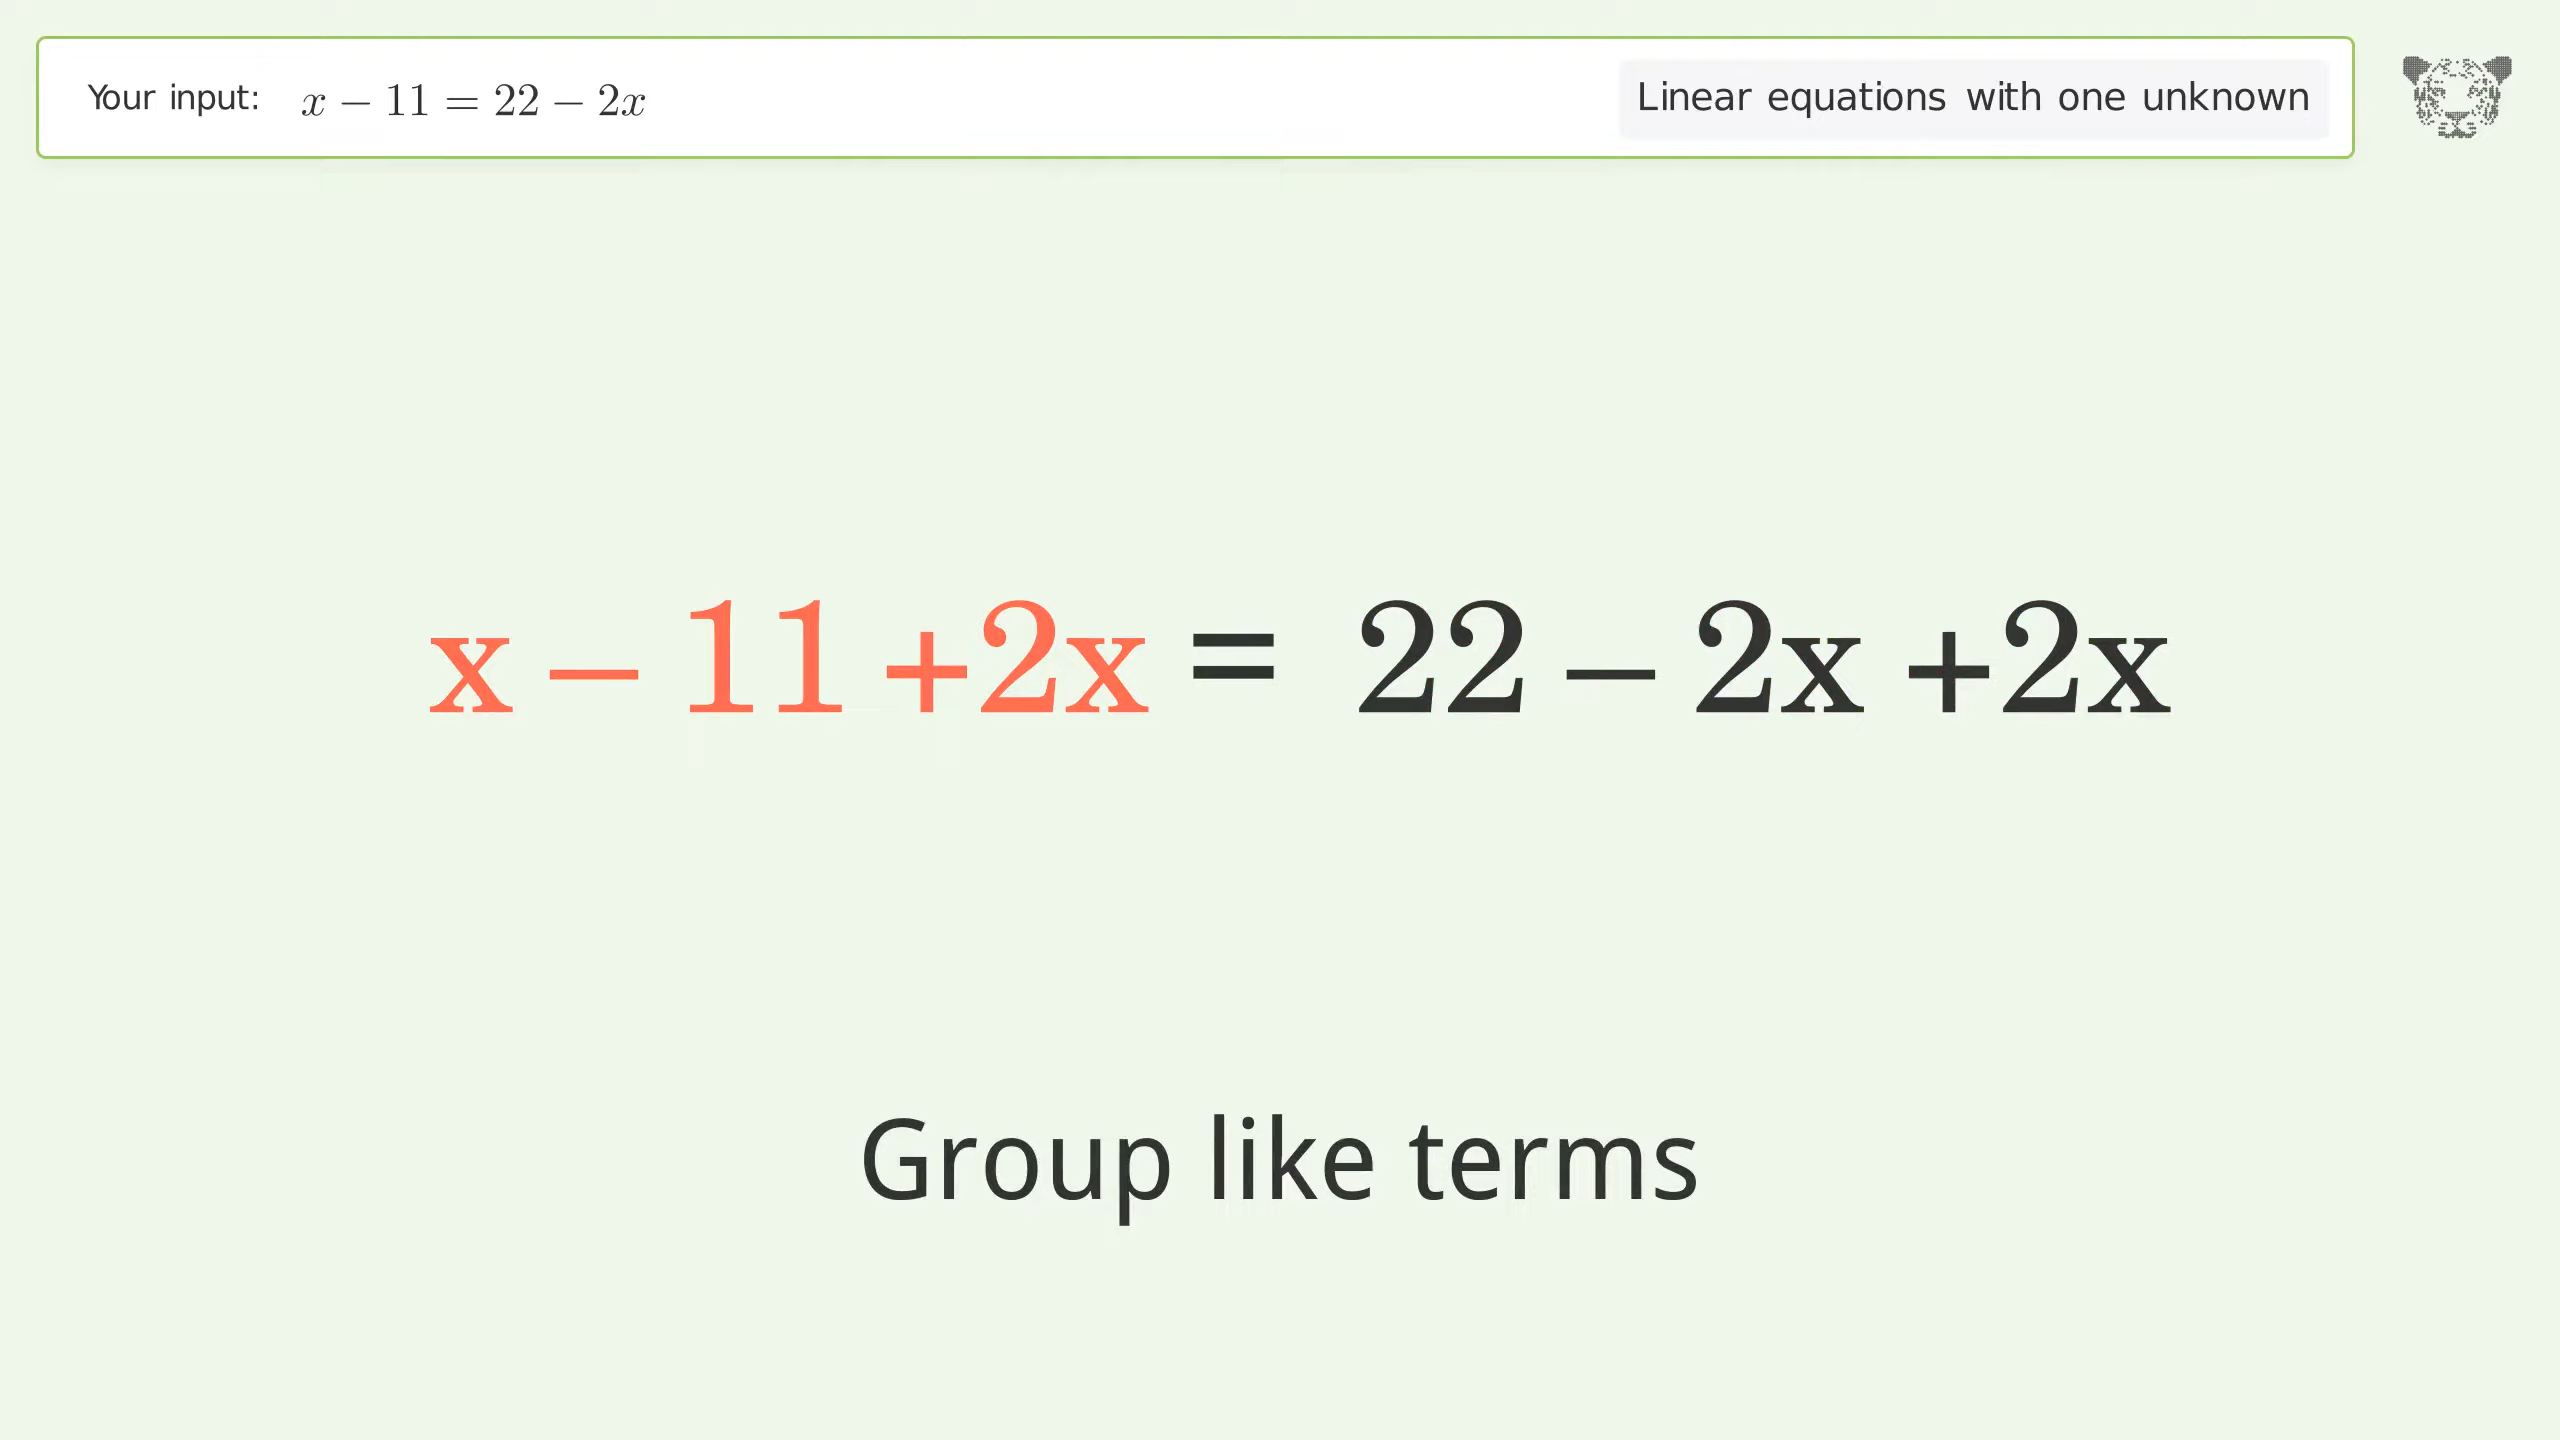 Your input: x − 11 = 22 − 2x
Linear equations with one unknown
x − 11 +2x = 22 − 2x +2x
Group like terms